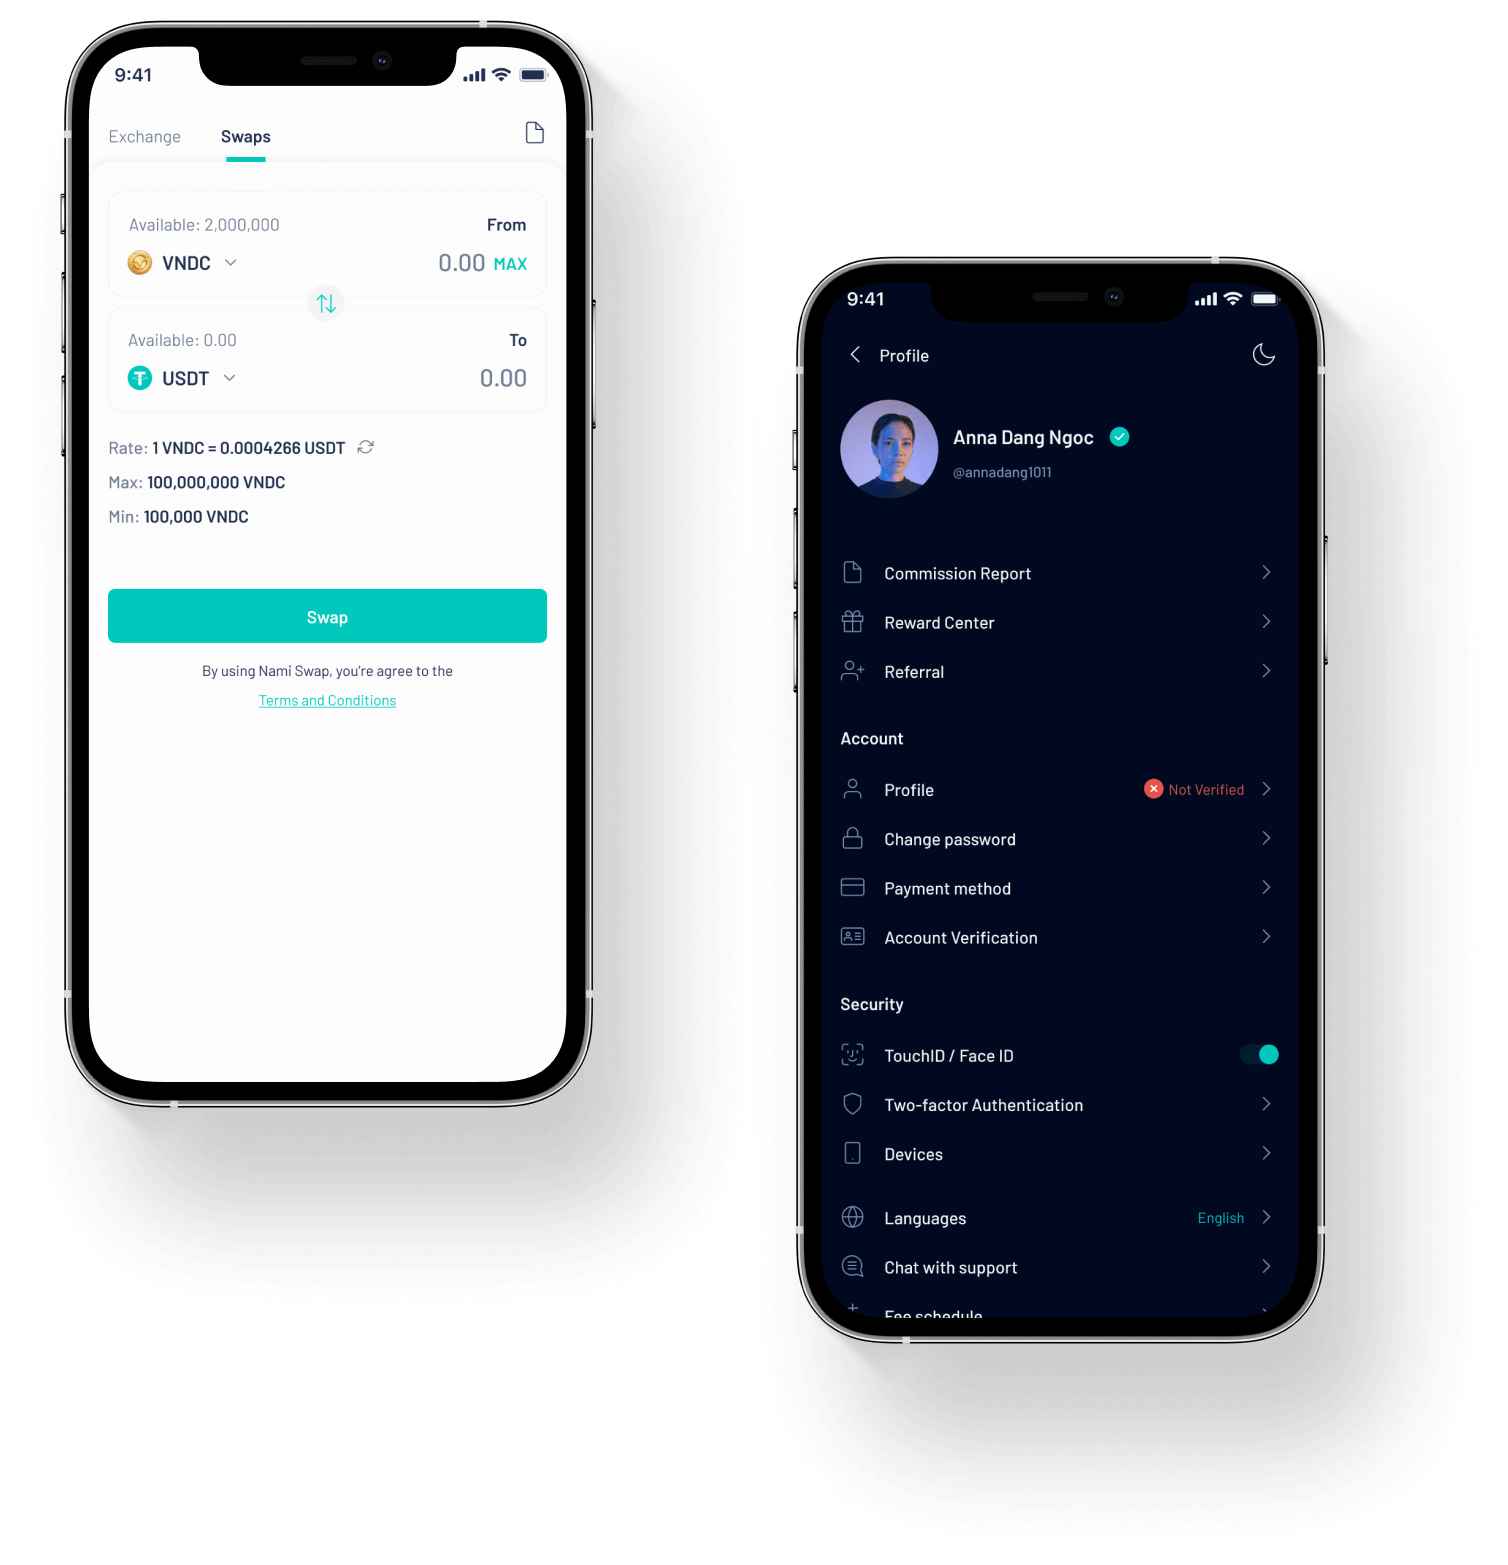 9:41
Exchange Swaps
Available: 2,000,000 From
VNDC 0.00 MAX
Available: 0.00 To
USDT 0.00
Rate: 1 VNDC = 0.0004266 USDT
Max: 100,000,000 VNDC
Min: 100,000 VNDC
Swap
By using Nami Swap, you're agree to the
Terms and Conditions
9:41
Profile
Anna Dang Ngoc
@annadang1011
Commission Report
Reward Center
Referral
Account
Profile Not Verified
Change password
Payment method
Account Verification
Security
TouchID / Face ID
Two-factor Authentication
Devices
Languages English
Chat with support
Fee schedule